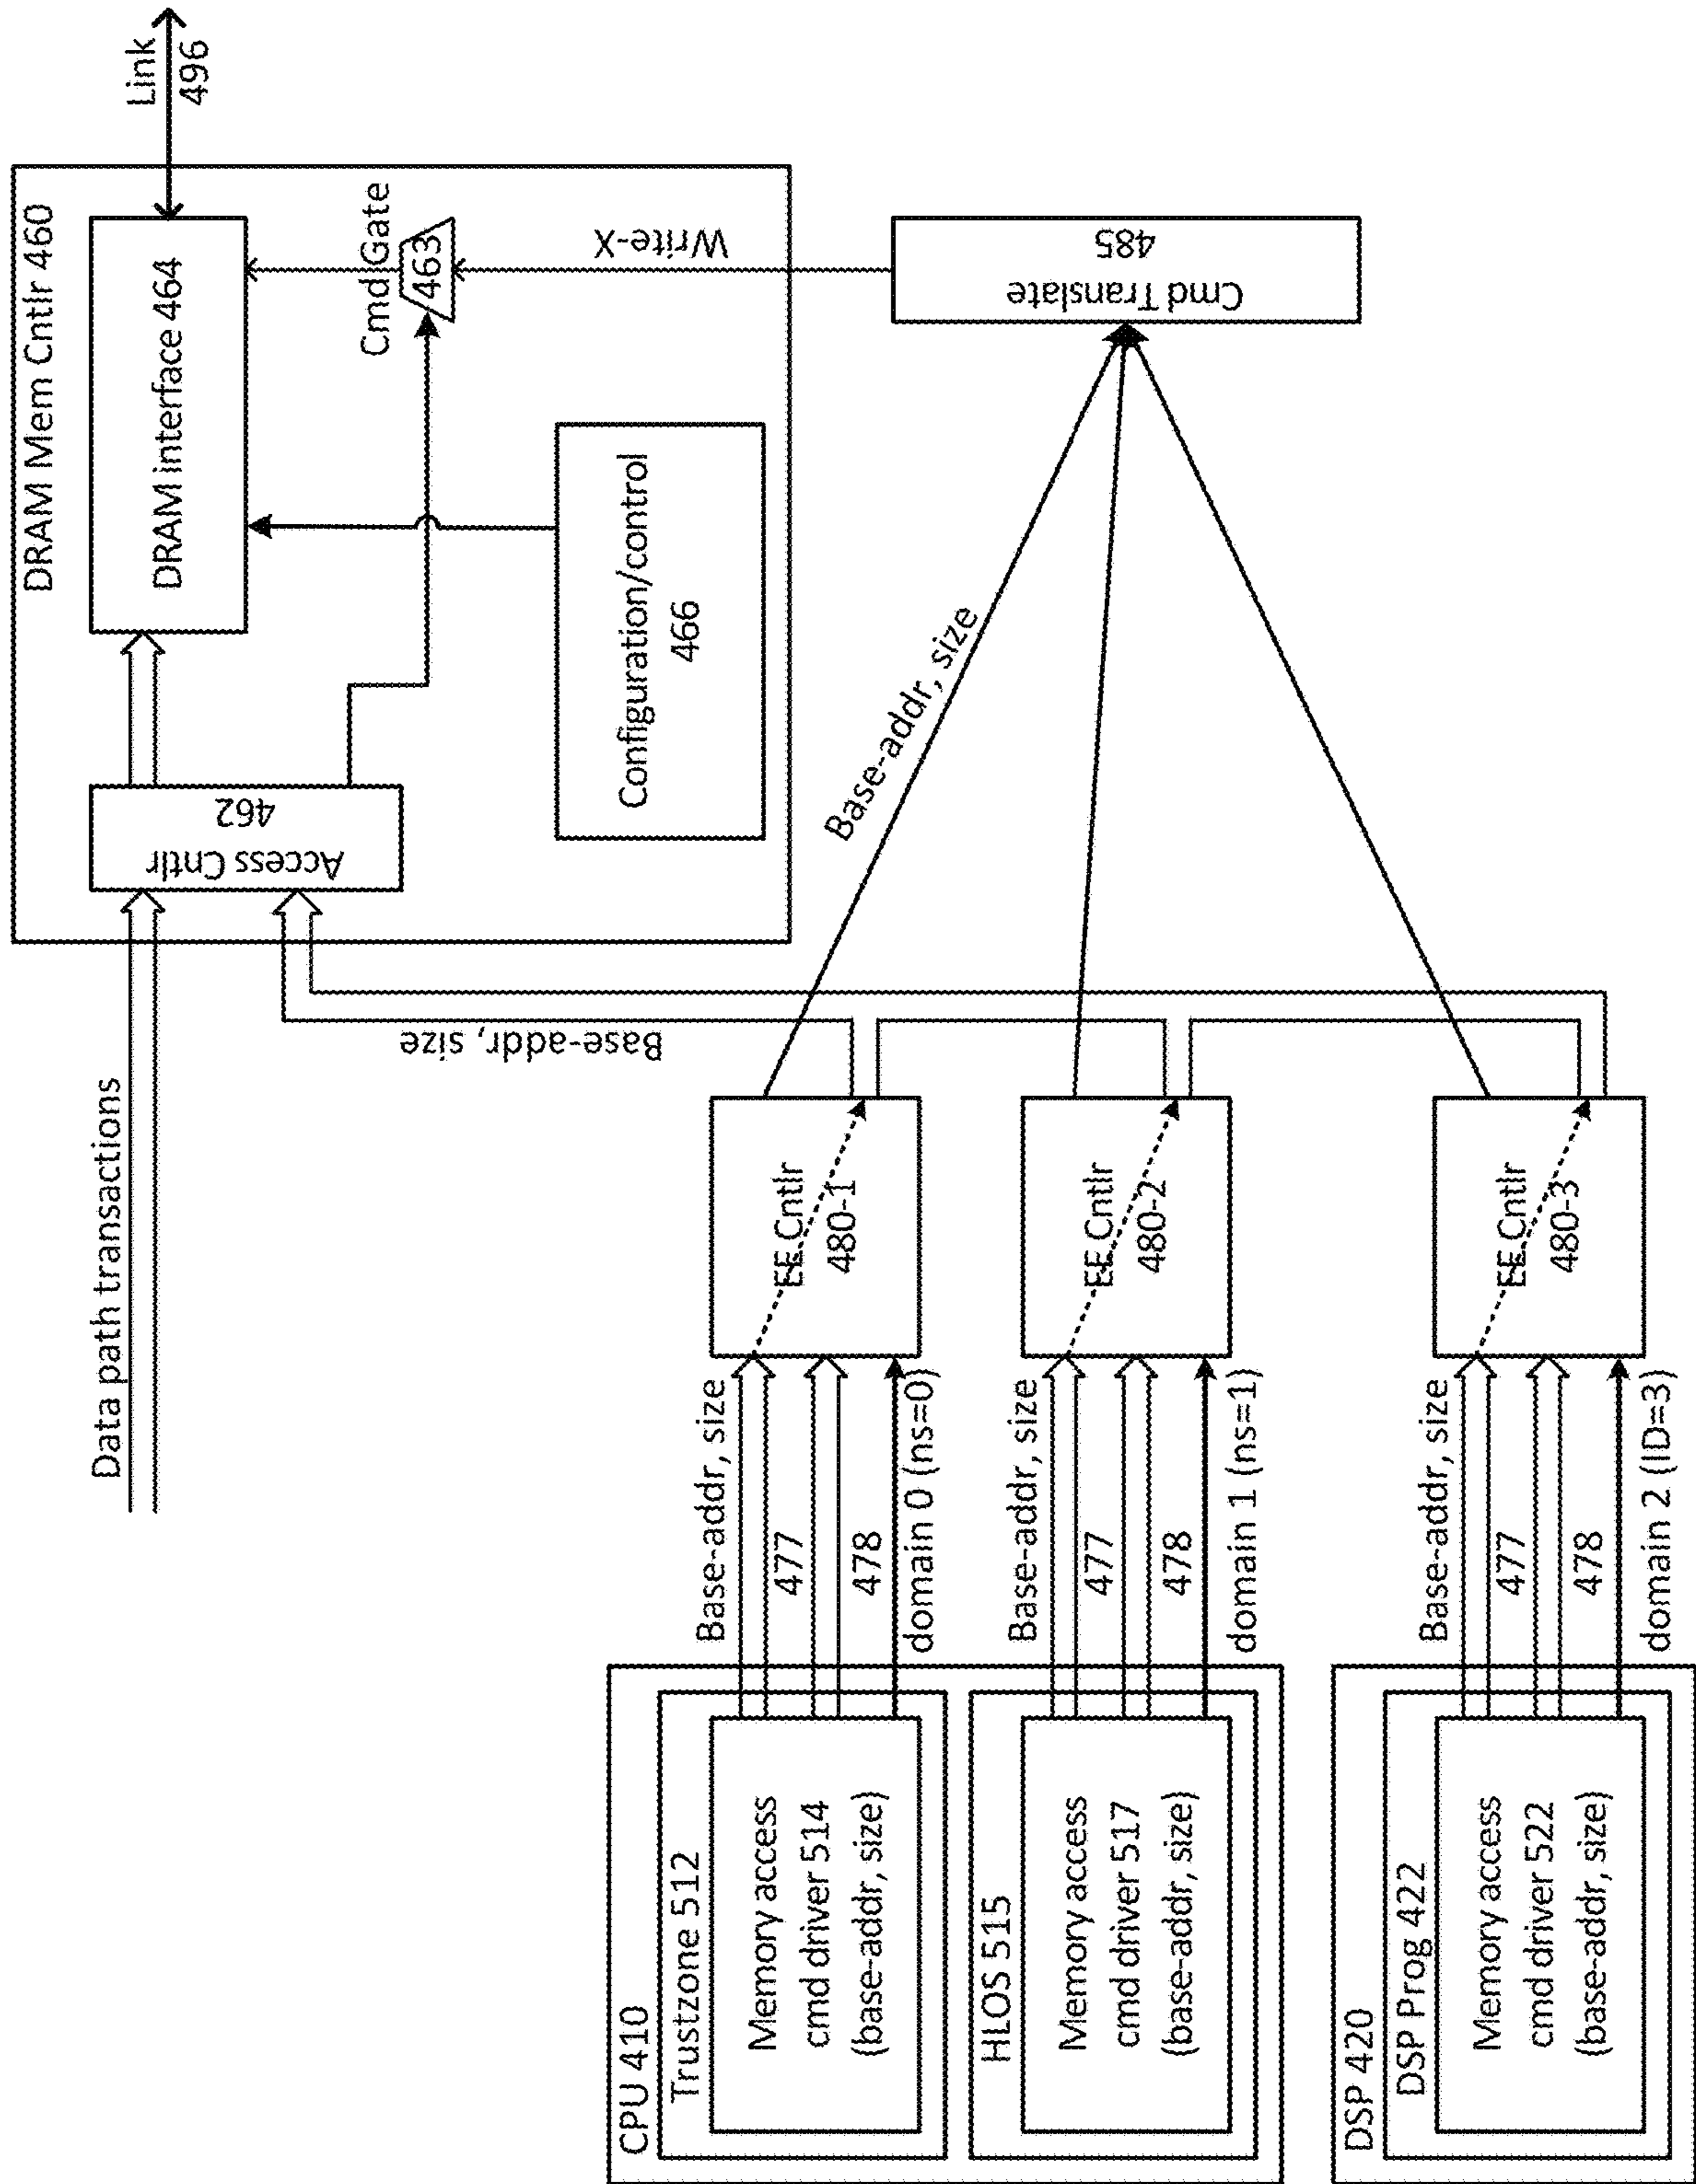 Data path transactions
DRAM Mem Cntlr 460
Access Cntlr
462
DRAM interface 464
Link
496
Cmd Gate
463
Configuration/control
466
Write-X
Base-addr, size
Base-addr, size
Cmd Translate
485
CPU 410
Trustzone 512
Memory access
cmd driver 514
(base-addr, size)
Base-addr, size
477
478
domain 0 (ns=0)
EE Cntlr
480-1
HLOS 515
Memory access
cmd driver 517
(base-addr, size)
Base-addr, size
477
478
domain 1 (ns=1)
EE Cntlr
480-2
DSP 420
DSP Prog 422
Memory access
cmd driver 522
(base-addr, size)
Base-addr, size
477
478
domain 2 (ID=3)
EE Cntlr
480-3